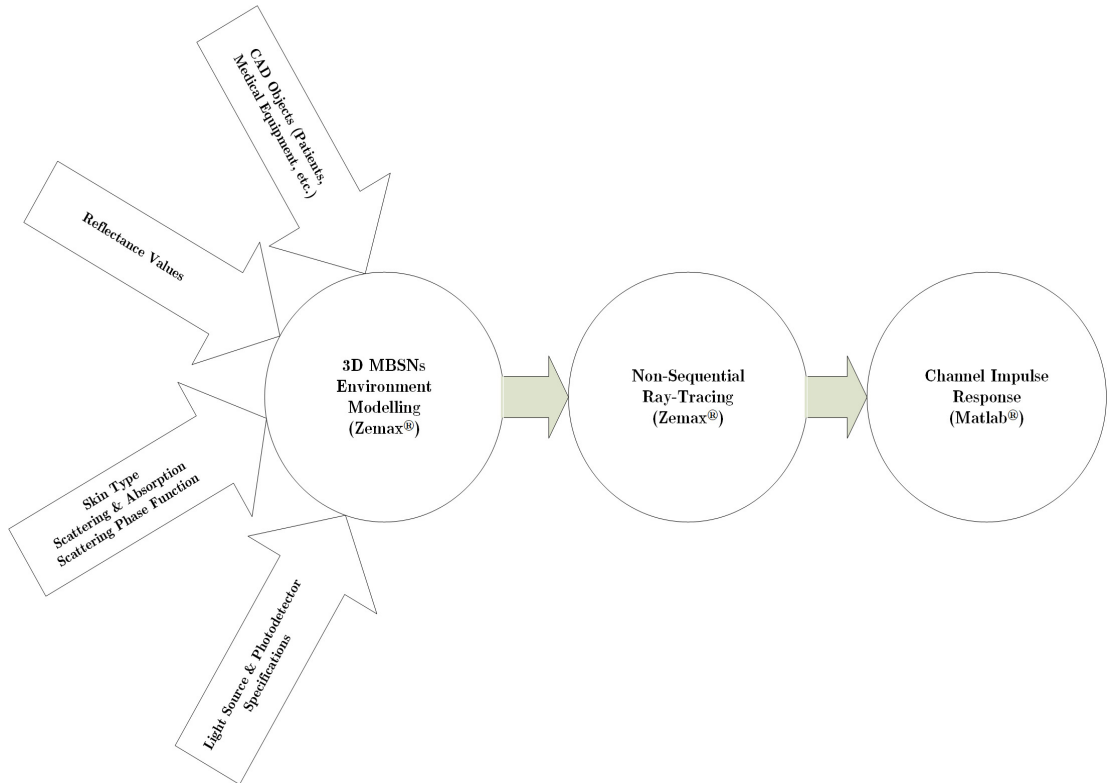 CAD Objects (Patients,
Medical Equipment, etc.)
Reflectance Values
Skin Type
Scattering & Absorption
Scattering Phase Function
Light Source & Photodetector
Specifications
3D MBSNs
Environment
Modelling
(Zemax®)
Non-Sequential
Ray-Tracing
(Zemax®)
Channel Impulse
Response
(Matlab®)